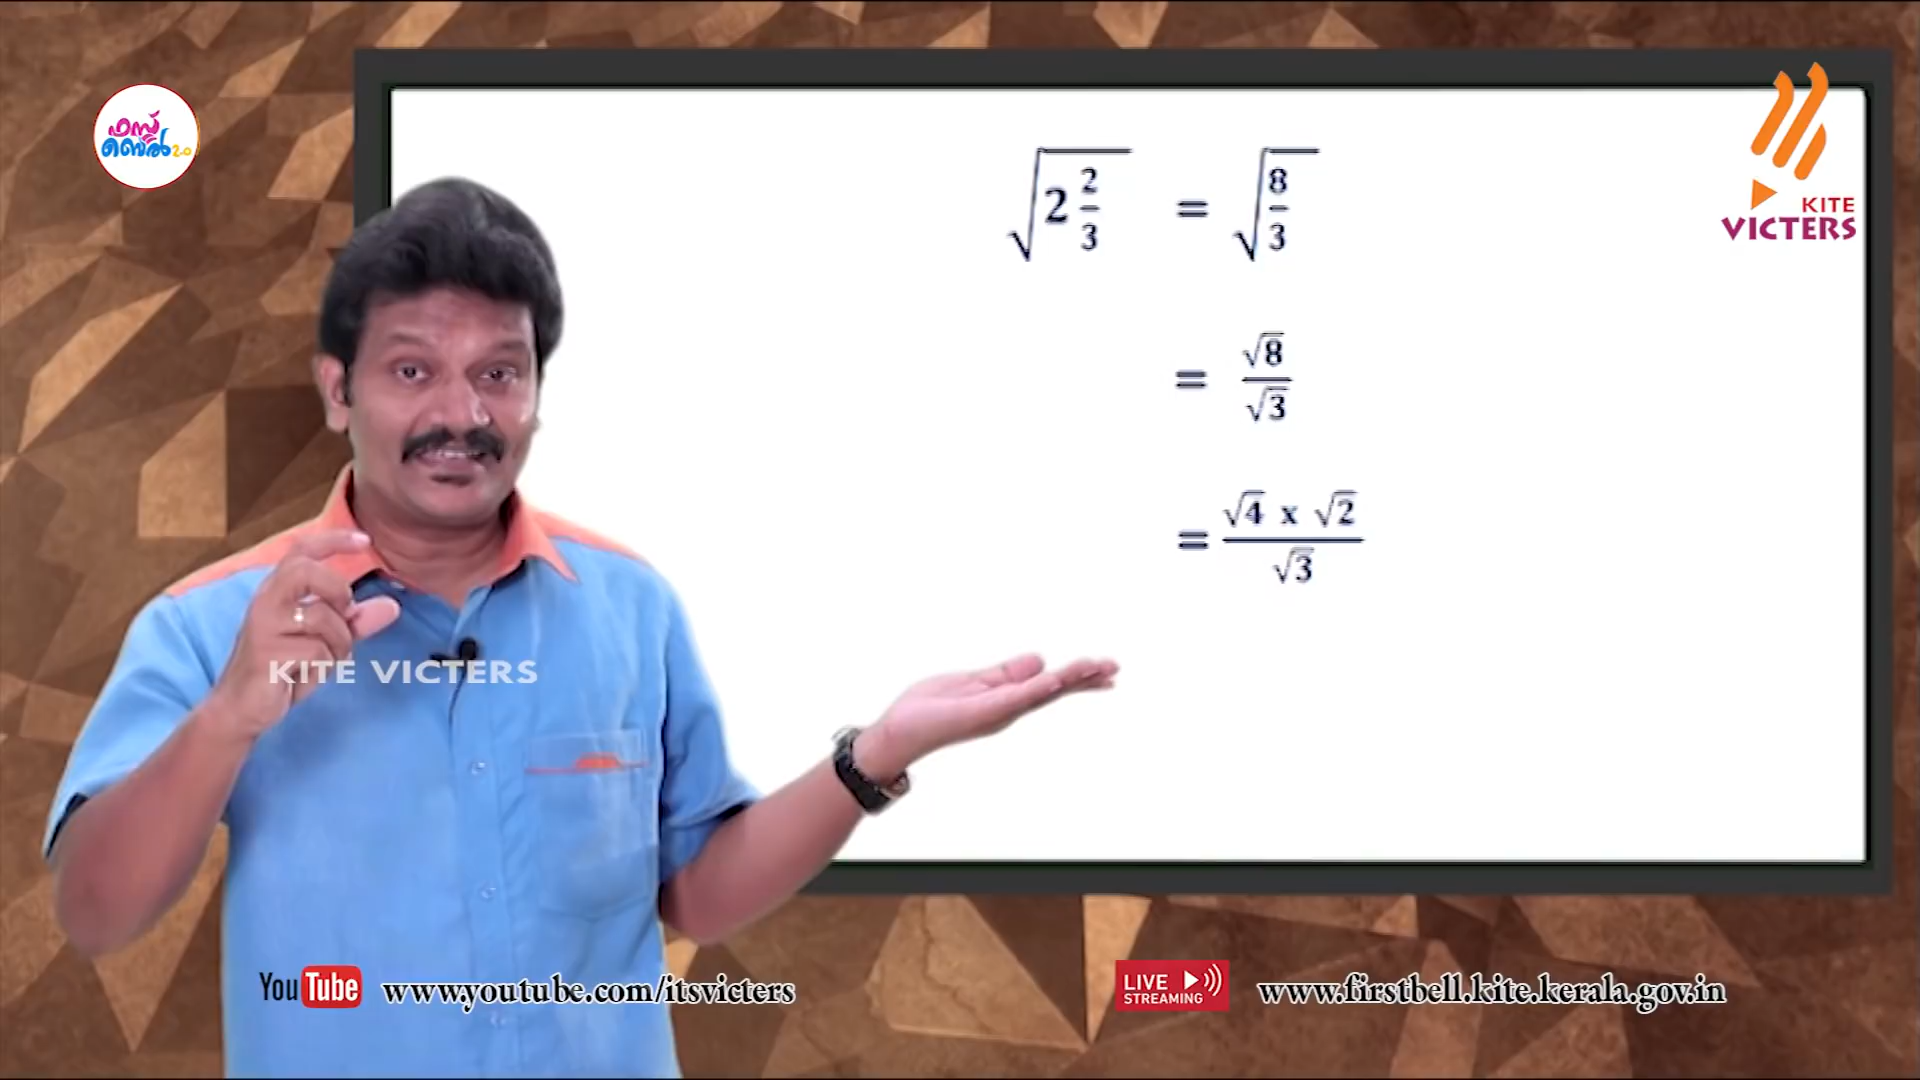 ഫസ്റ്റ്
ബെൽ 2.0
KITE
VICTERS
√(2 2/3) = √(8/3)
= √8/√3
= (√4 x √2)/√3
KITE VICTERS
YouTube www.youtube.com/itsvicters
LIVE STREAMING www.firstbell.kite.kerala.gov.in